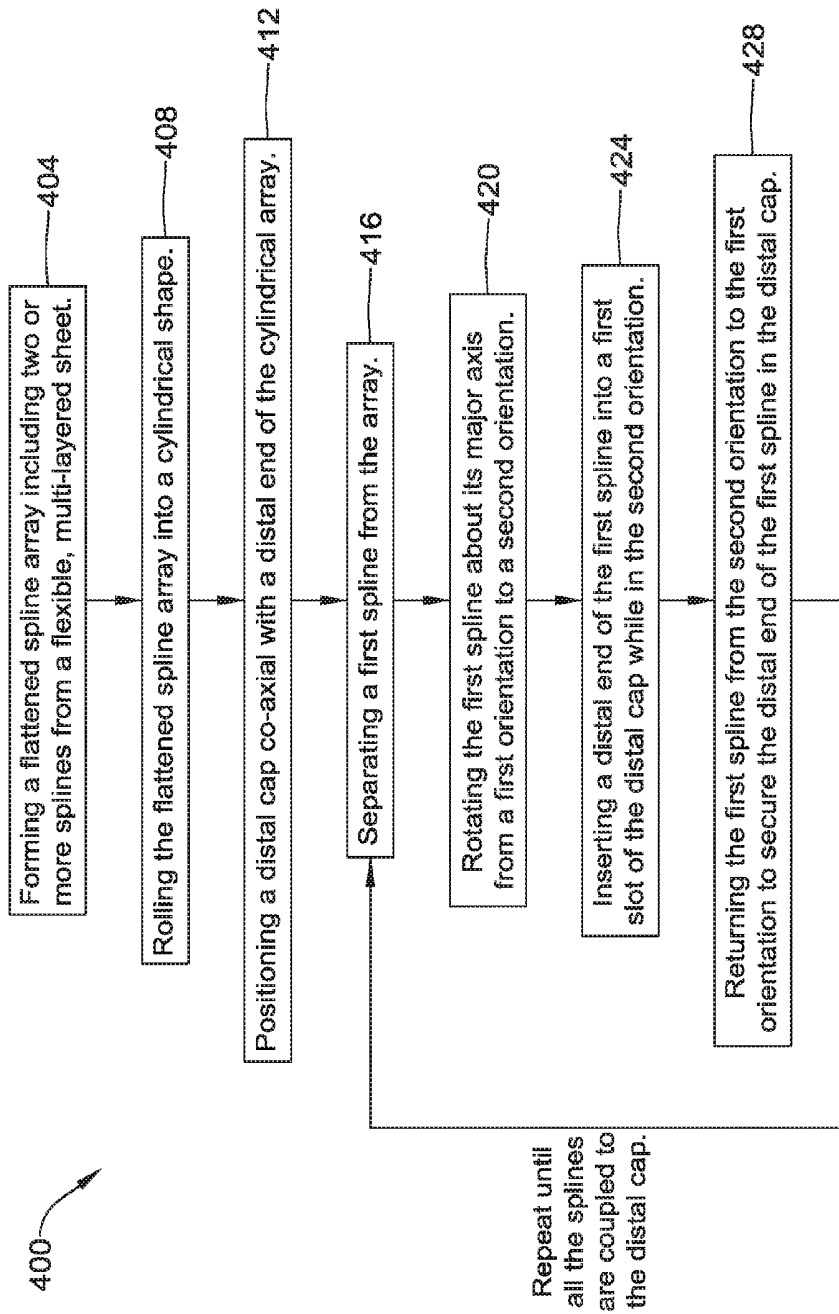 400
Forming a flattened spline array including two or
more splines from a flexible, multi-layered sheet.
404
Rolling the flattened spline array into a cylindrical shape.
408
Positioning a distal cap co-axial with a distal end of the cylindrical array.
412
Separating a first spline from the array.
416
Rotating the first spline about its major axis
from a first orientation to a second orientation.
420
Inserting a distal end of the first spline into a first
slot of the distal cap while in the second orientation.
424
Returning the first spline from the second orientation to the first
orientation to secure the distal end of the first spline in the distal cap.
428
Repeat until
all the splines
are coupled to
the distal cap.